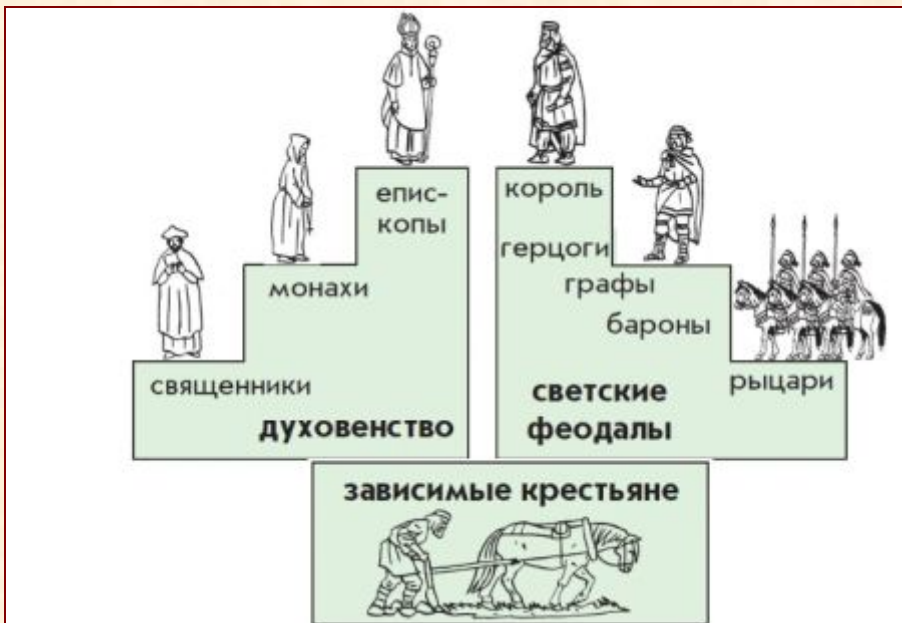 епис-
копы
монахи
священники
духовенство
король
герцоги
графы
бароны
рыцари
светские
феодалы
зависимые крестьяне